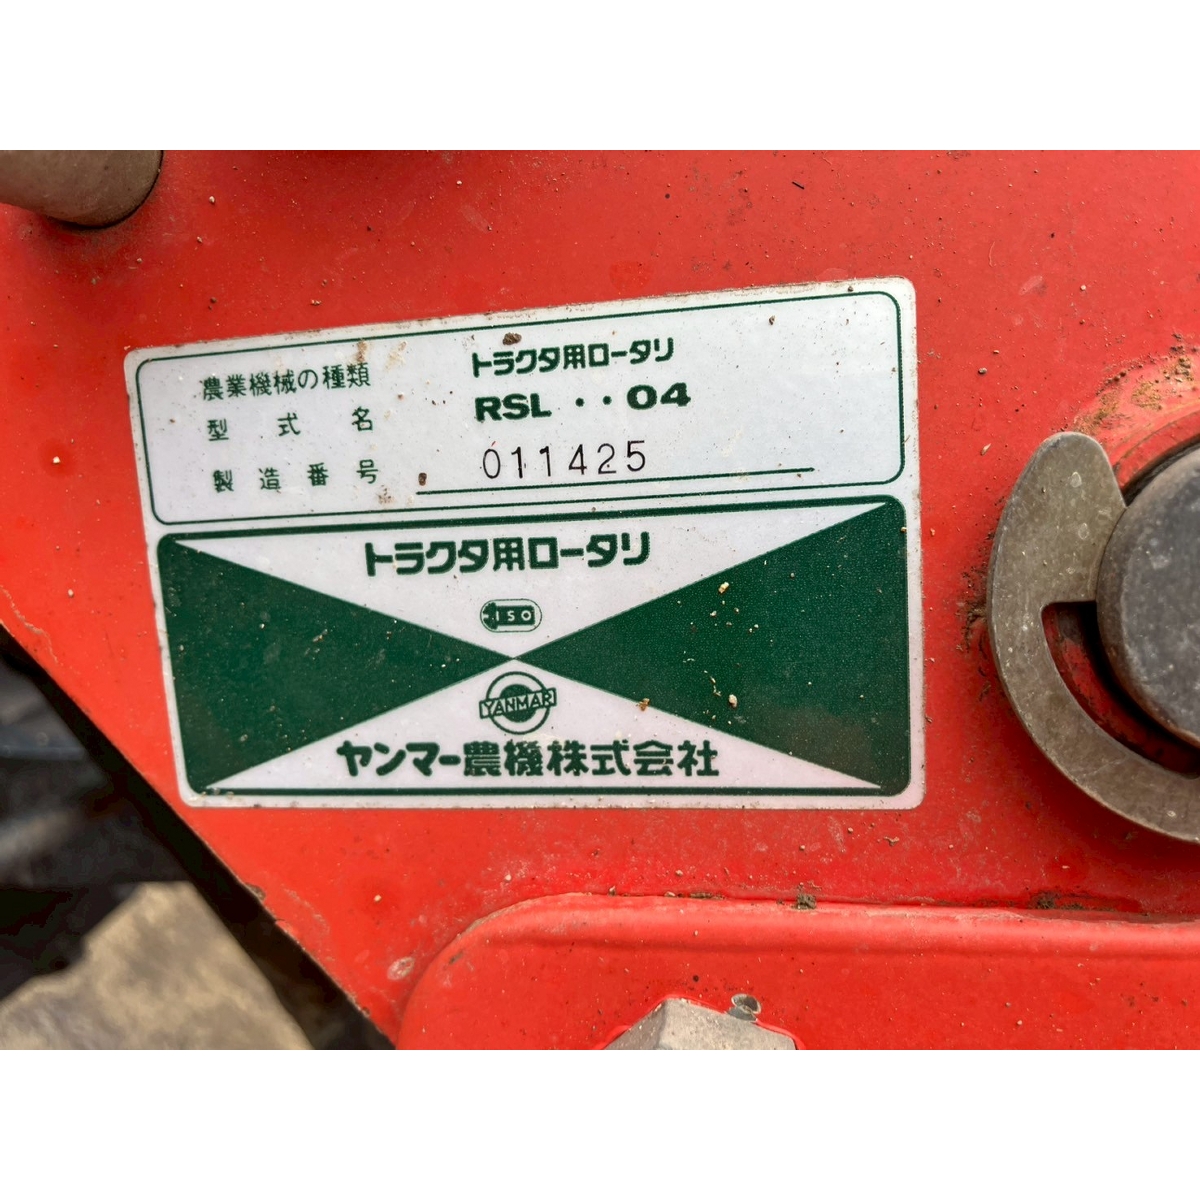 農業機械の種類 トラクタ用ロータリ
型式名 RSL ・・04
製造番号 011425
トラクタ用ロータリ
ISO
YANMAR
ヤンマー農機株式会社